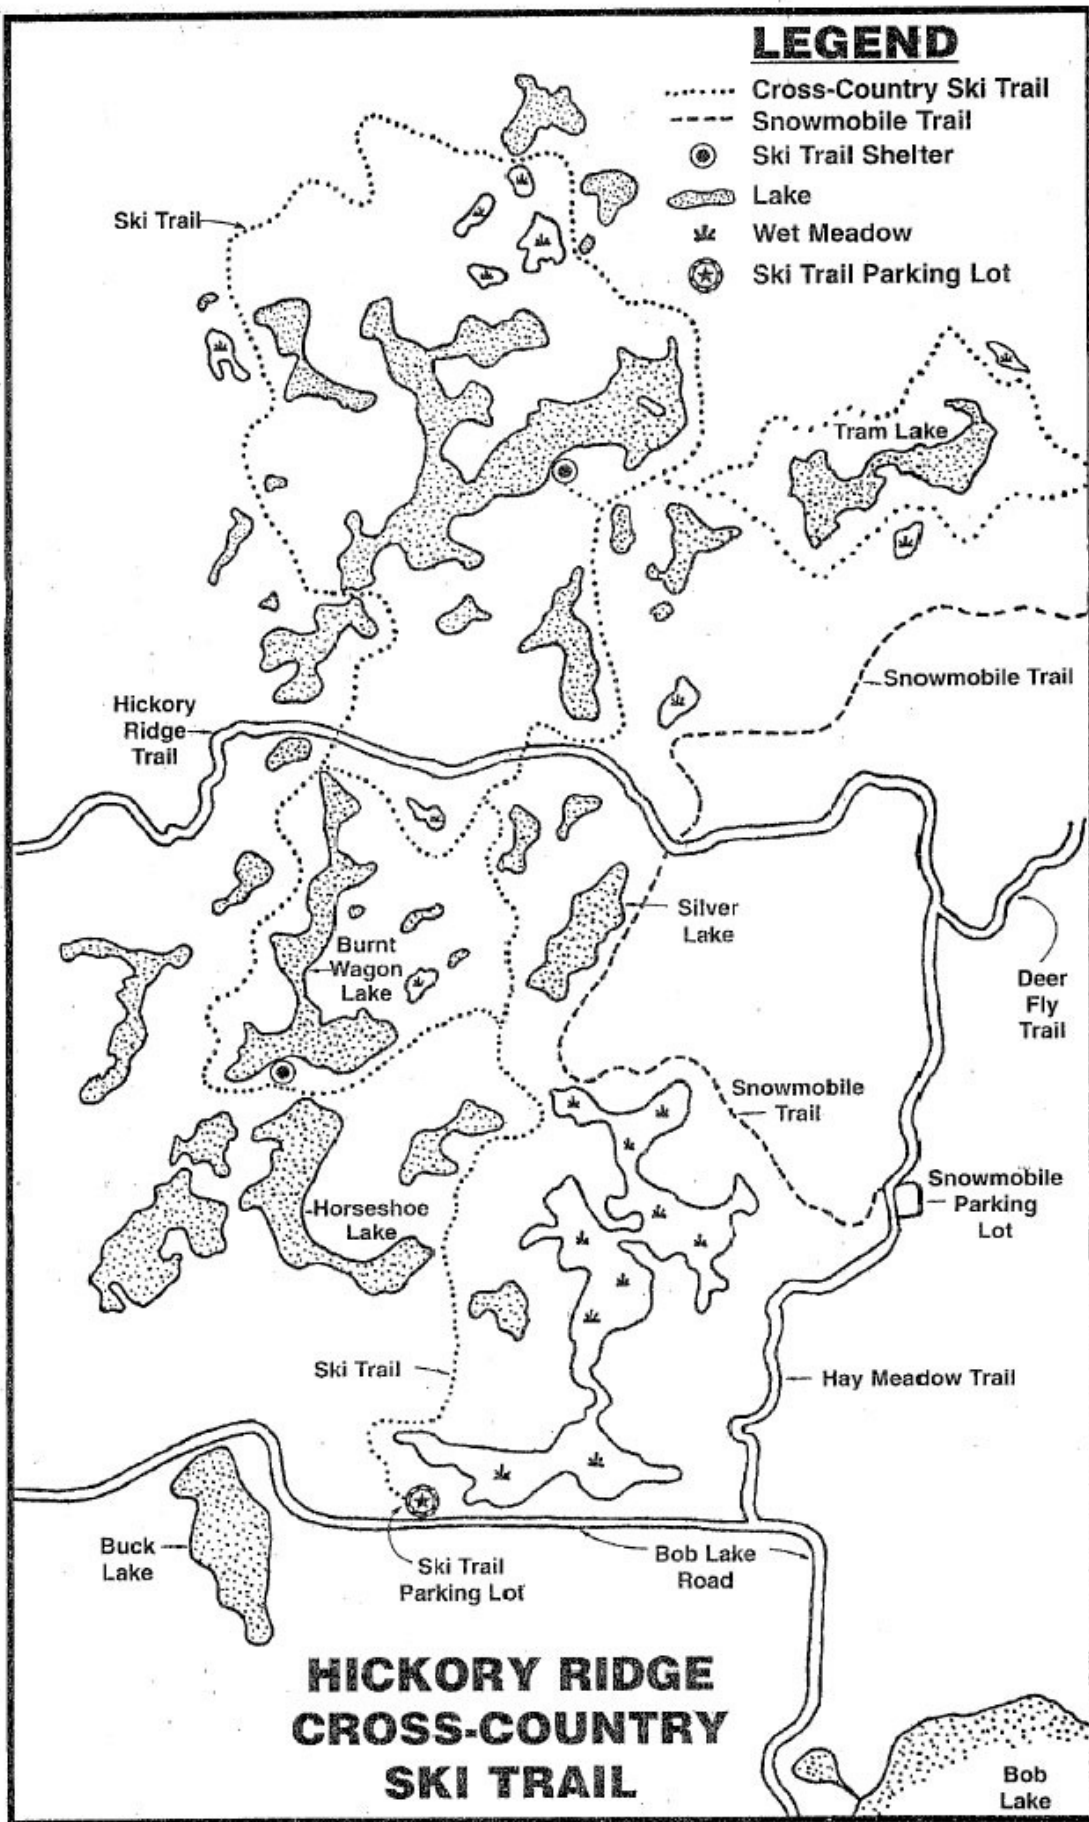 LEGEND
Cross-Country Ski Trail
Snowmobile Trail
Ski Trail Shelter
Lake
Wet Meadow
Ski Trail Parking Lot
Ski Trail
Tram Lake
Snowmobile Trail
Hickory
Ridge
Trail
Silver
Lake
Burnt
Wagon
Lake
Deer
Fly
Trail
Snowmobile
Trail
Snowmobile
Parking
Lot
Horseshoe
Lake
Ski Trail
Hay Meadow Trail
Buck
Lake
Ski Trail
Parking Lot
Bob Lake
Road
HICKORY RIDGE
CROSS-COUNTRY
SKI TRAIL
Bob
Lake